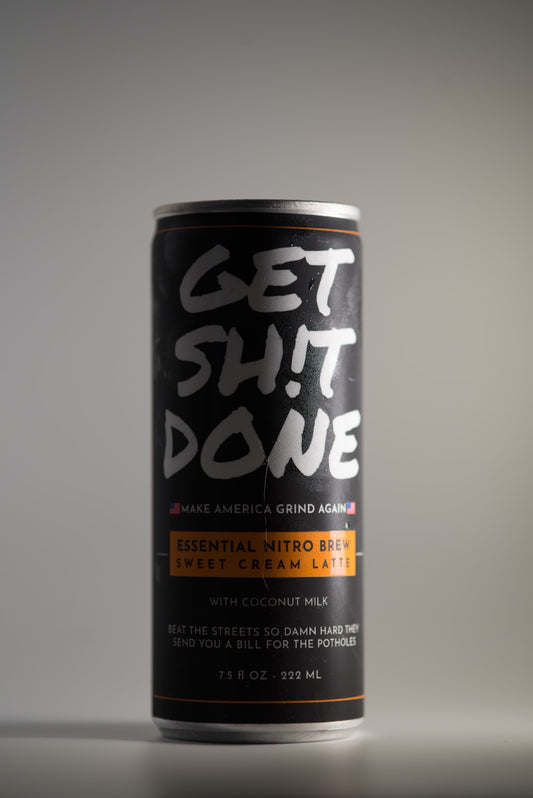 GET
SH!T
DONE
MAKE AMERICA GRIND AGAIN
ESSENTIAL NITRO BREW
SWEET CREAM LATTE
WITH COCONUT MILK
BEAT THE STREETS SO DAMN HARD THEY
SEND YOU A BILL FOR THE POTHOLES
7.5 fl OZ - 222 ML